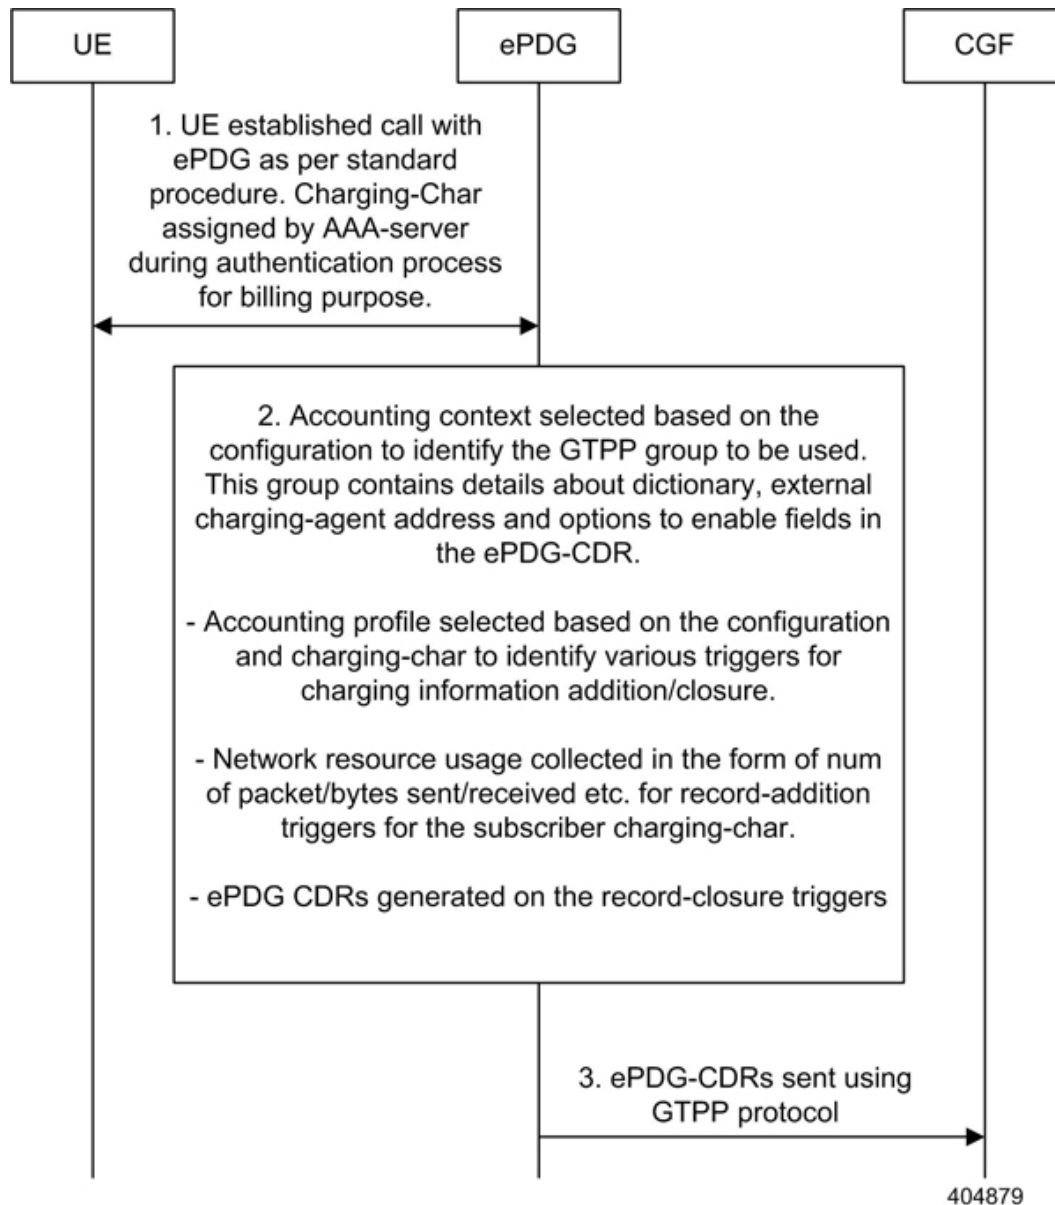 UE
ePDG
CGF
1. UE established call with
ePDG as per standard
procedure. Charging-Char
assigned by AAA-server
during authentication process
for billing purpose.
2. Accounting context selected based on the
configuration to identify the GTPP group to be used.
This group contains details about dictionary, external
charging-agent address and options to enable fields in
the ePDG-CDR.
- Accounting profile selected based on the configuration
and charging-char to identify various triggers for
charging information addition/closure.
- Network resource usage collected in the form of num
of packet/bytes sent/received etc. for record-addition
triggers for the subscriber charging-char.
- ePDG CDRs generated on the record-closure triggers
3. ePDG-CDRs sent using
GTPP protocol
404879